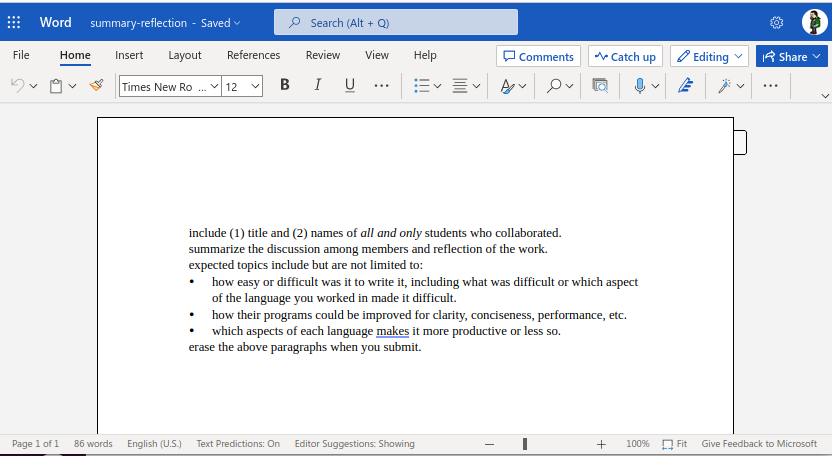 Word summary-reflection - Saved Search (Alt + Q)
File Home Insert Layout References Review View Help Comments Catch up Editing Share
Times New Ro ... 12 B I U ...
include (1) title and (2) names of all and only students who collaborated.
summarize the discussion among members and reflection of the work.
expected topics include but are not limited to:
• how easy or difficult was it to write it, including what was difficult or which aspect
of the language you worked in made it difficult.
• how their programs could be improved for clarity, conciseness, performance, etc.
• which aspects of each language makes it more productive or less so.
erase the above paragraphs when you submit.
Page 1 of 1 86 words English (U.S.) Text Predictions: On Editor Suggestions: Showing 100% Fit Give Feedback to Microsoft